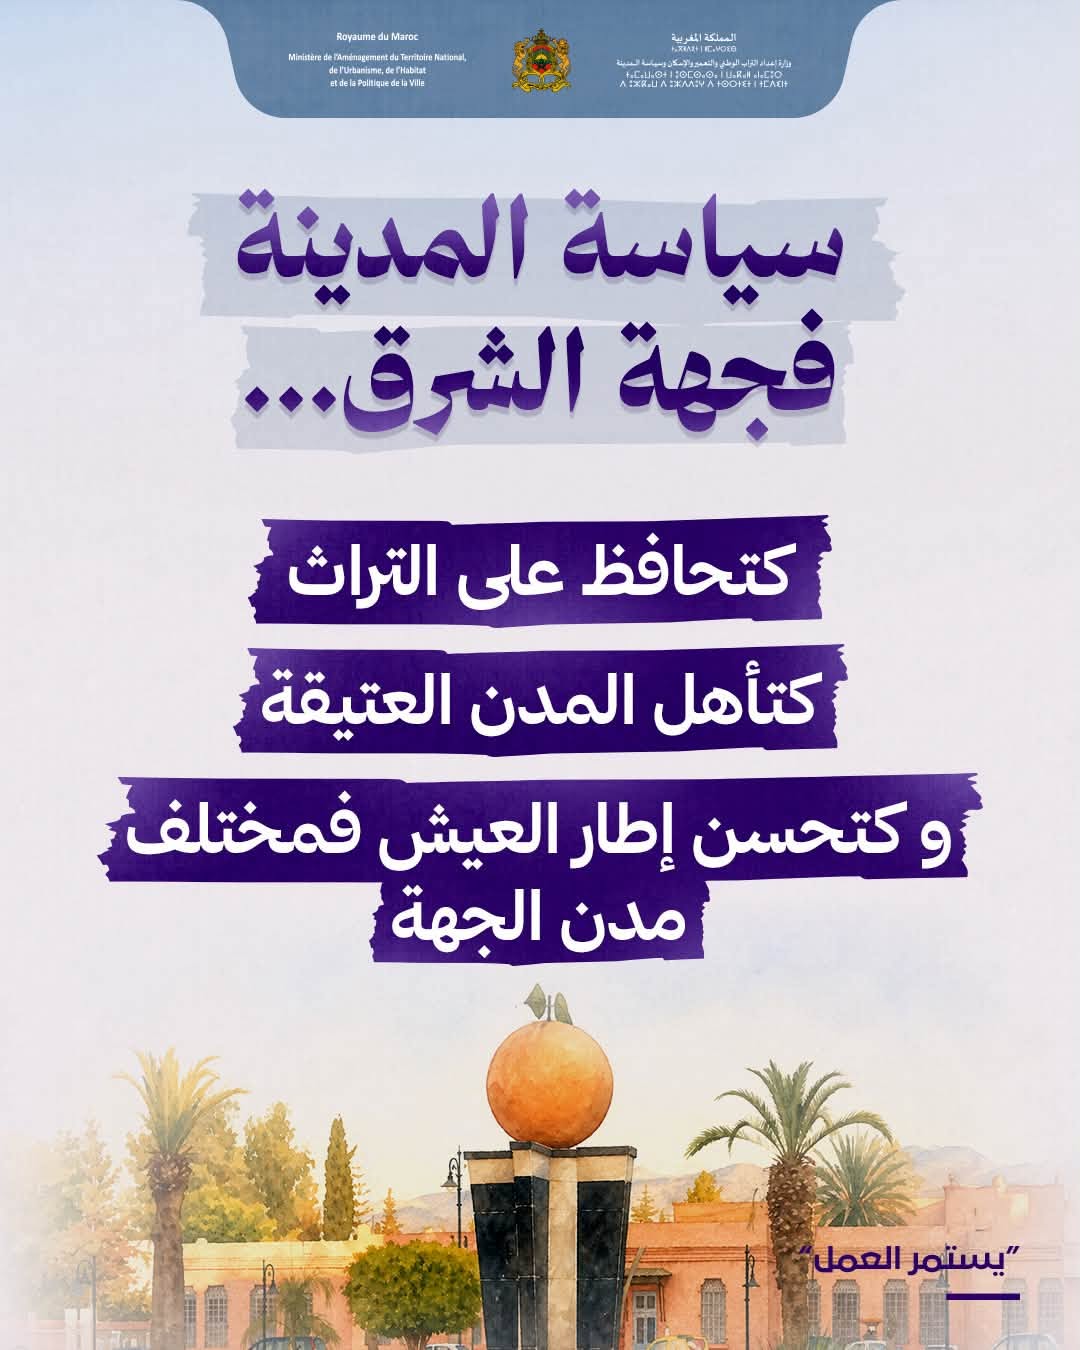 Royaume du Maroc
Ministère de l'Aménagement du Territoire National,
de l'Urbanisme, de l'Habitat
et de la Politique de la Ville
المملكة المغربية
ⵜⴰⴳⵍⴷⵉⵜ ⵏ ⵍⵎⵖⵔⵉⴱ
وزارة إعداد التراب الوطني والتعمير والإسكان وسياسة المدينة
سياسة المدينة
فجهة الشرق...
كتحافظ على التراث
كتأهل المدن العتيقة
و كتحسن إطار العيش فمختلف
مدن الجهة
"يستمر العمل"